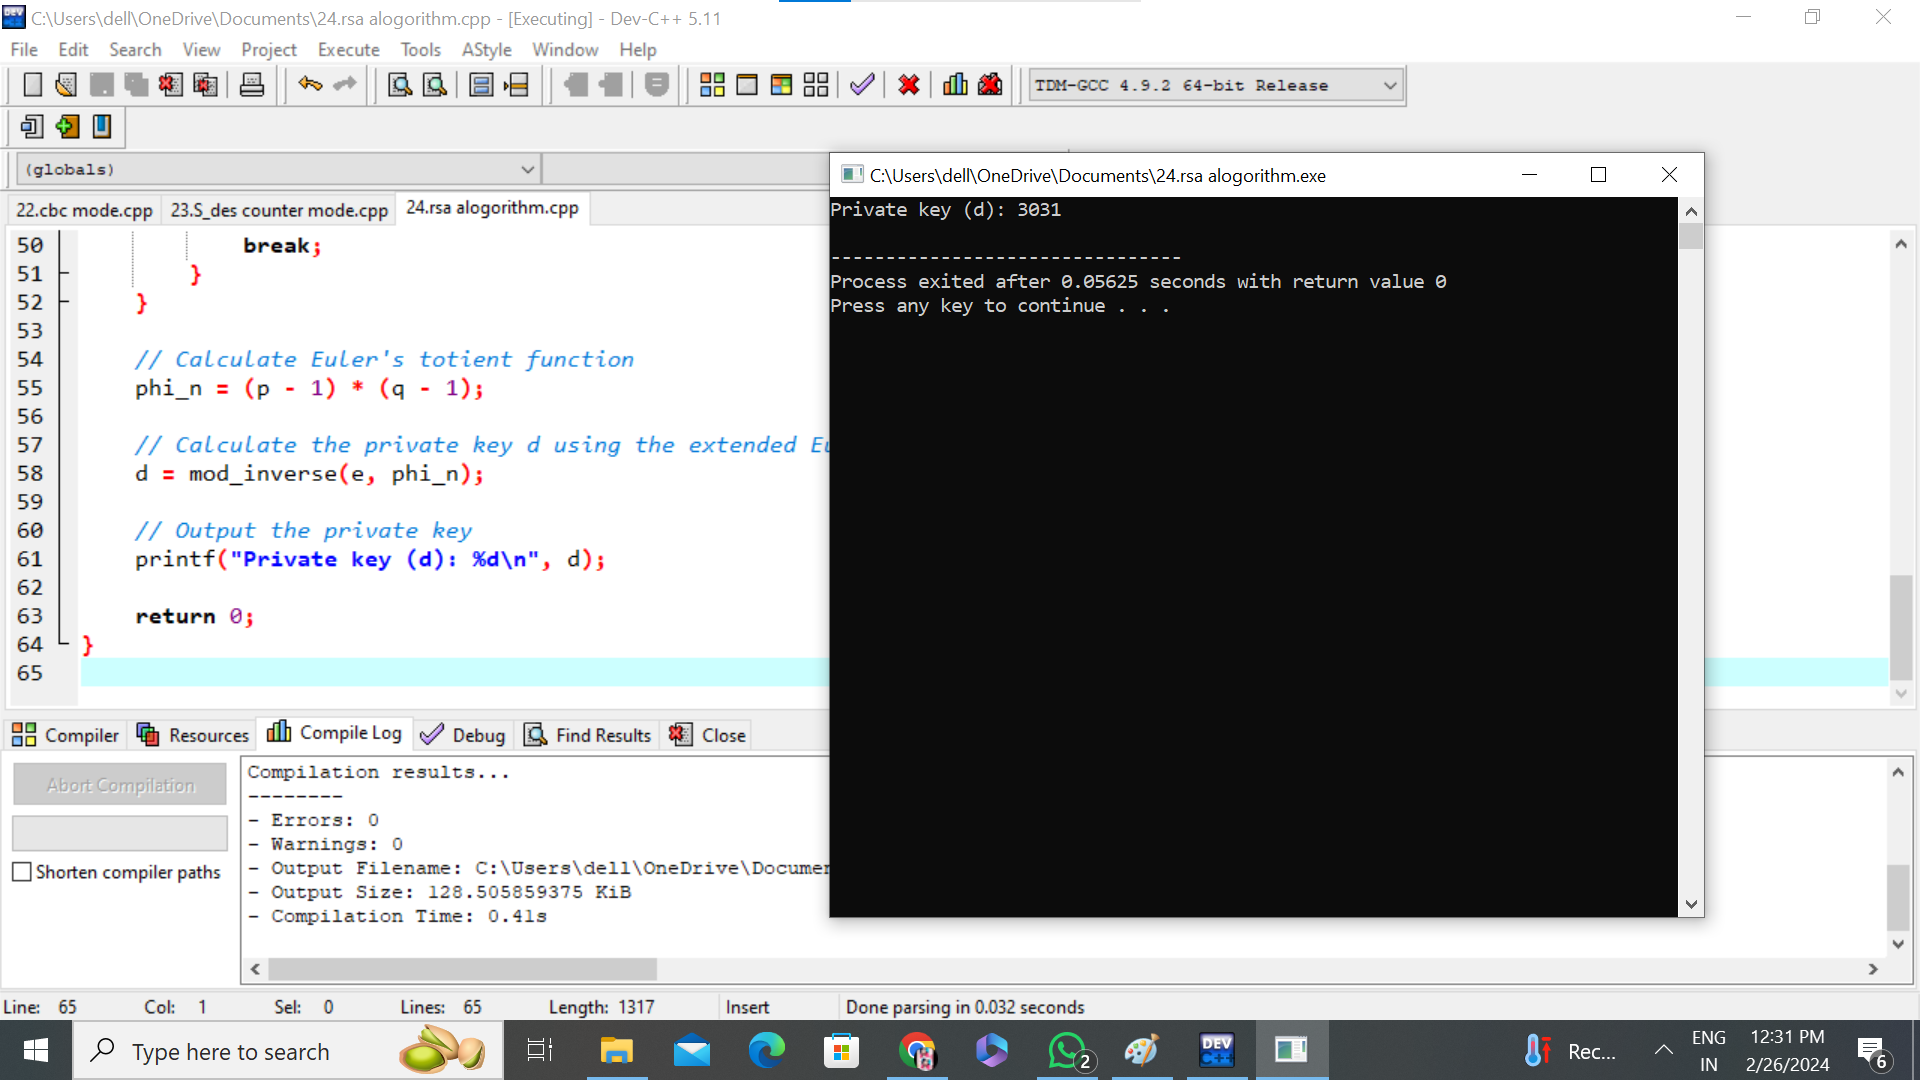 C:\Users\dell\OneDrive\Documents\24.rsa alogorithm.cpp - [Executing] - Dev-C++ 5.11
File Edit Search View Project Execute Tools AStyle Window Help
TDM-GCC 4.9.2 64-bit Release
(globals)
22.cbc mode.cpp 23.S_des counter mode.cpp 24.rsa alogorithm.cpp
50 break;
51 }
52 }
53
54 // Calculate Euler's totient function
55 phi_n = (p - 1) * (q - 1);
56
57 // Calculate the private key d using the extended
58 d = mod_inverse(e, phi_n);
59
60 // Output the private key
61 printf("Private key (d): %d\n", d);
62
63 return 0;
64 }
65
C:\Users\dell\OneDrive\Documents\24.rsa alogorithm.exe
Private key (d): 3031
--------------------------------
Process exited after 0.05625 seconds with return value 0
Press any key to continue . . .
Compiler Resources Compile Log Debug Find Results Close
Abort Compilation
Shorten compiler paths
Compilation results...
--------
- Errors: 0
- Warnings: 0
- Output Filename: C:\Users\dell\OneDrive\Documen
- Output Size: 128.505859375 KiB
- Compilation Time: 0.41s
Line: 65 Col: 1 Sel: 0 Lines: 65 Length: 1317 Insert Done parsing in 0.032 seconds
Type here to search
2
DEV C++
Rec...
ENG
IN
12:31 PM
2/26/2024
6